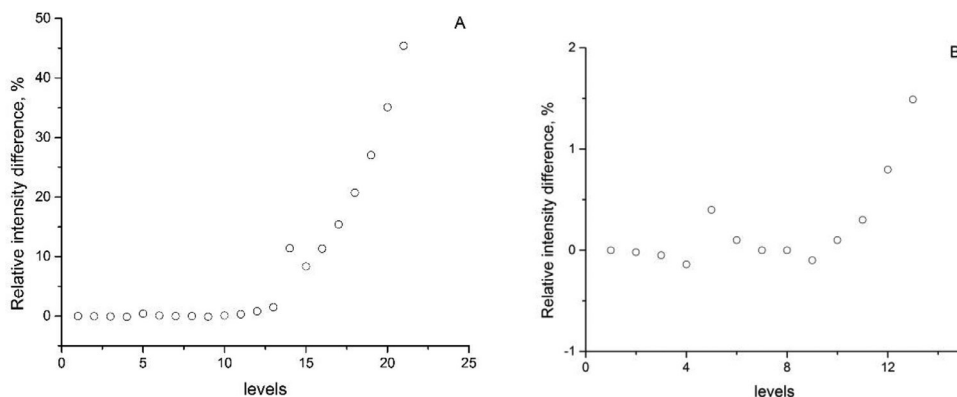 A
50
40
30
20
10
0
0 5 10 15 20 25
levels
Relative intensity difference, %
B
2
1
0
-1
0 4 8 12
levels
Relative intensity difference, %